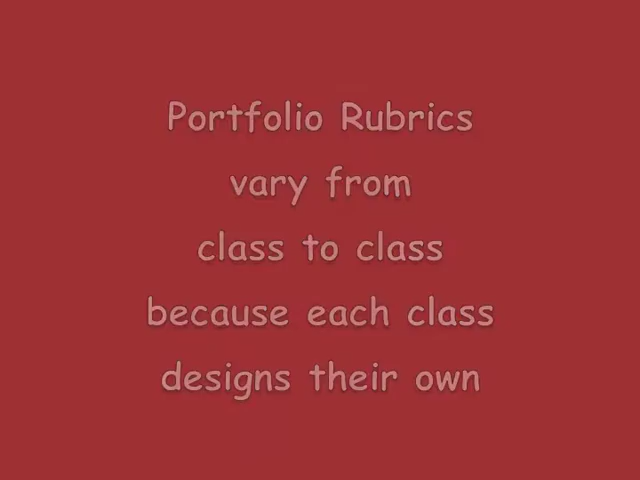 Portfolio Rubrics
vary from
class to class
because each class
designs their own